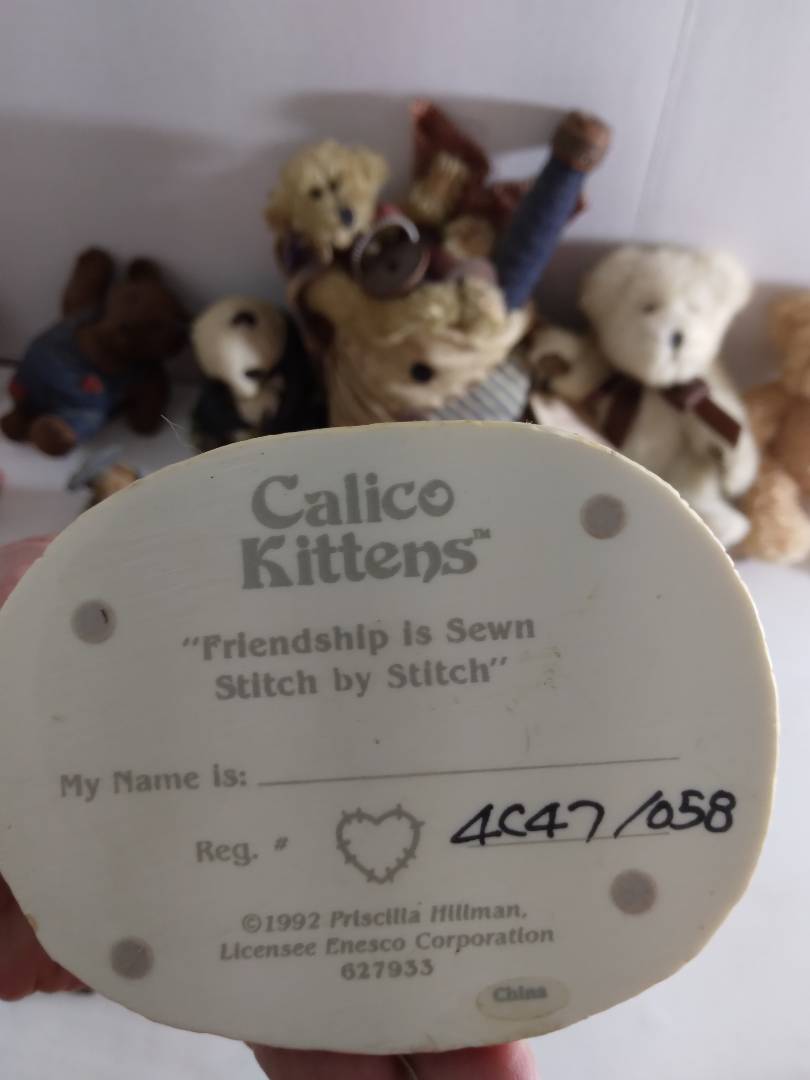 Calico
Kittens™
"Friendship is Sewn
Stitch by Stitch"
My Name is:
Reg. # 4C47/058
©1992 Priscilla Hillman,
Licensee Enesco Corporation
627933
China